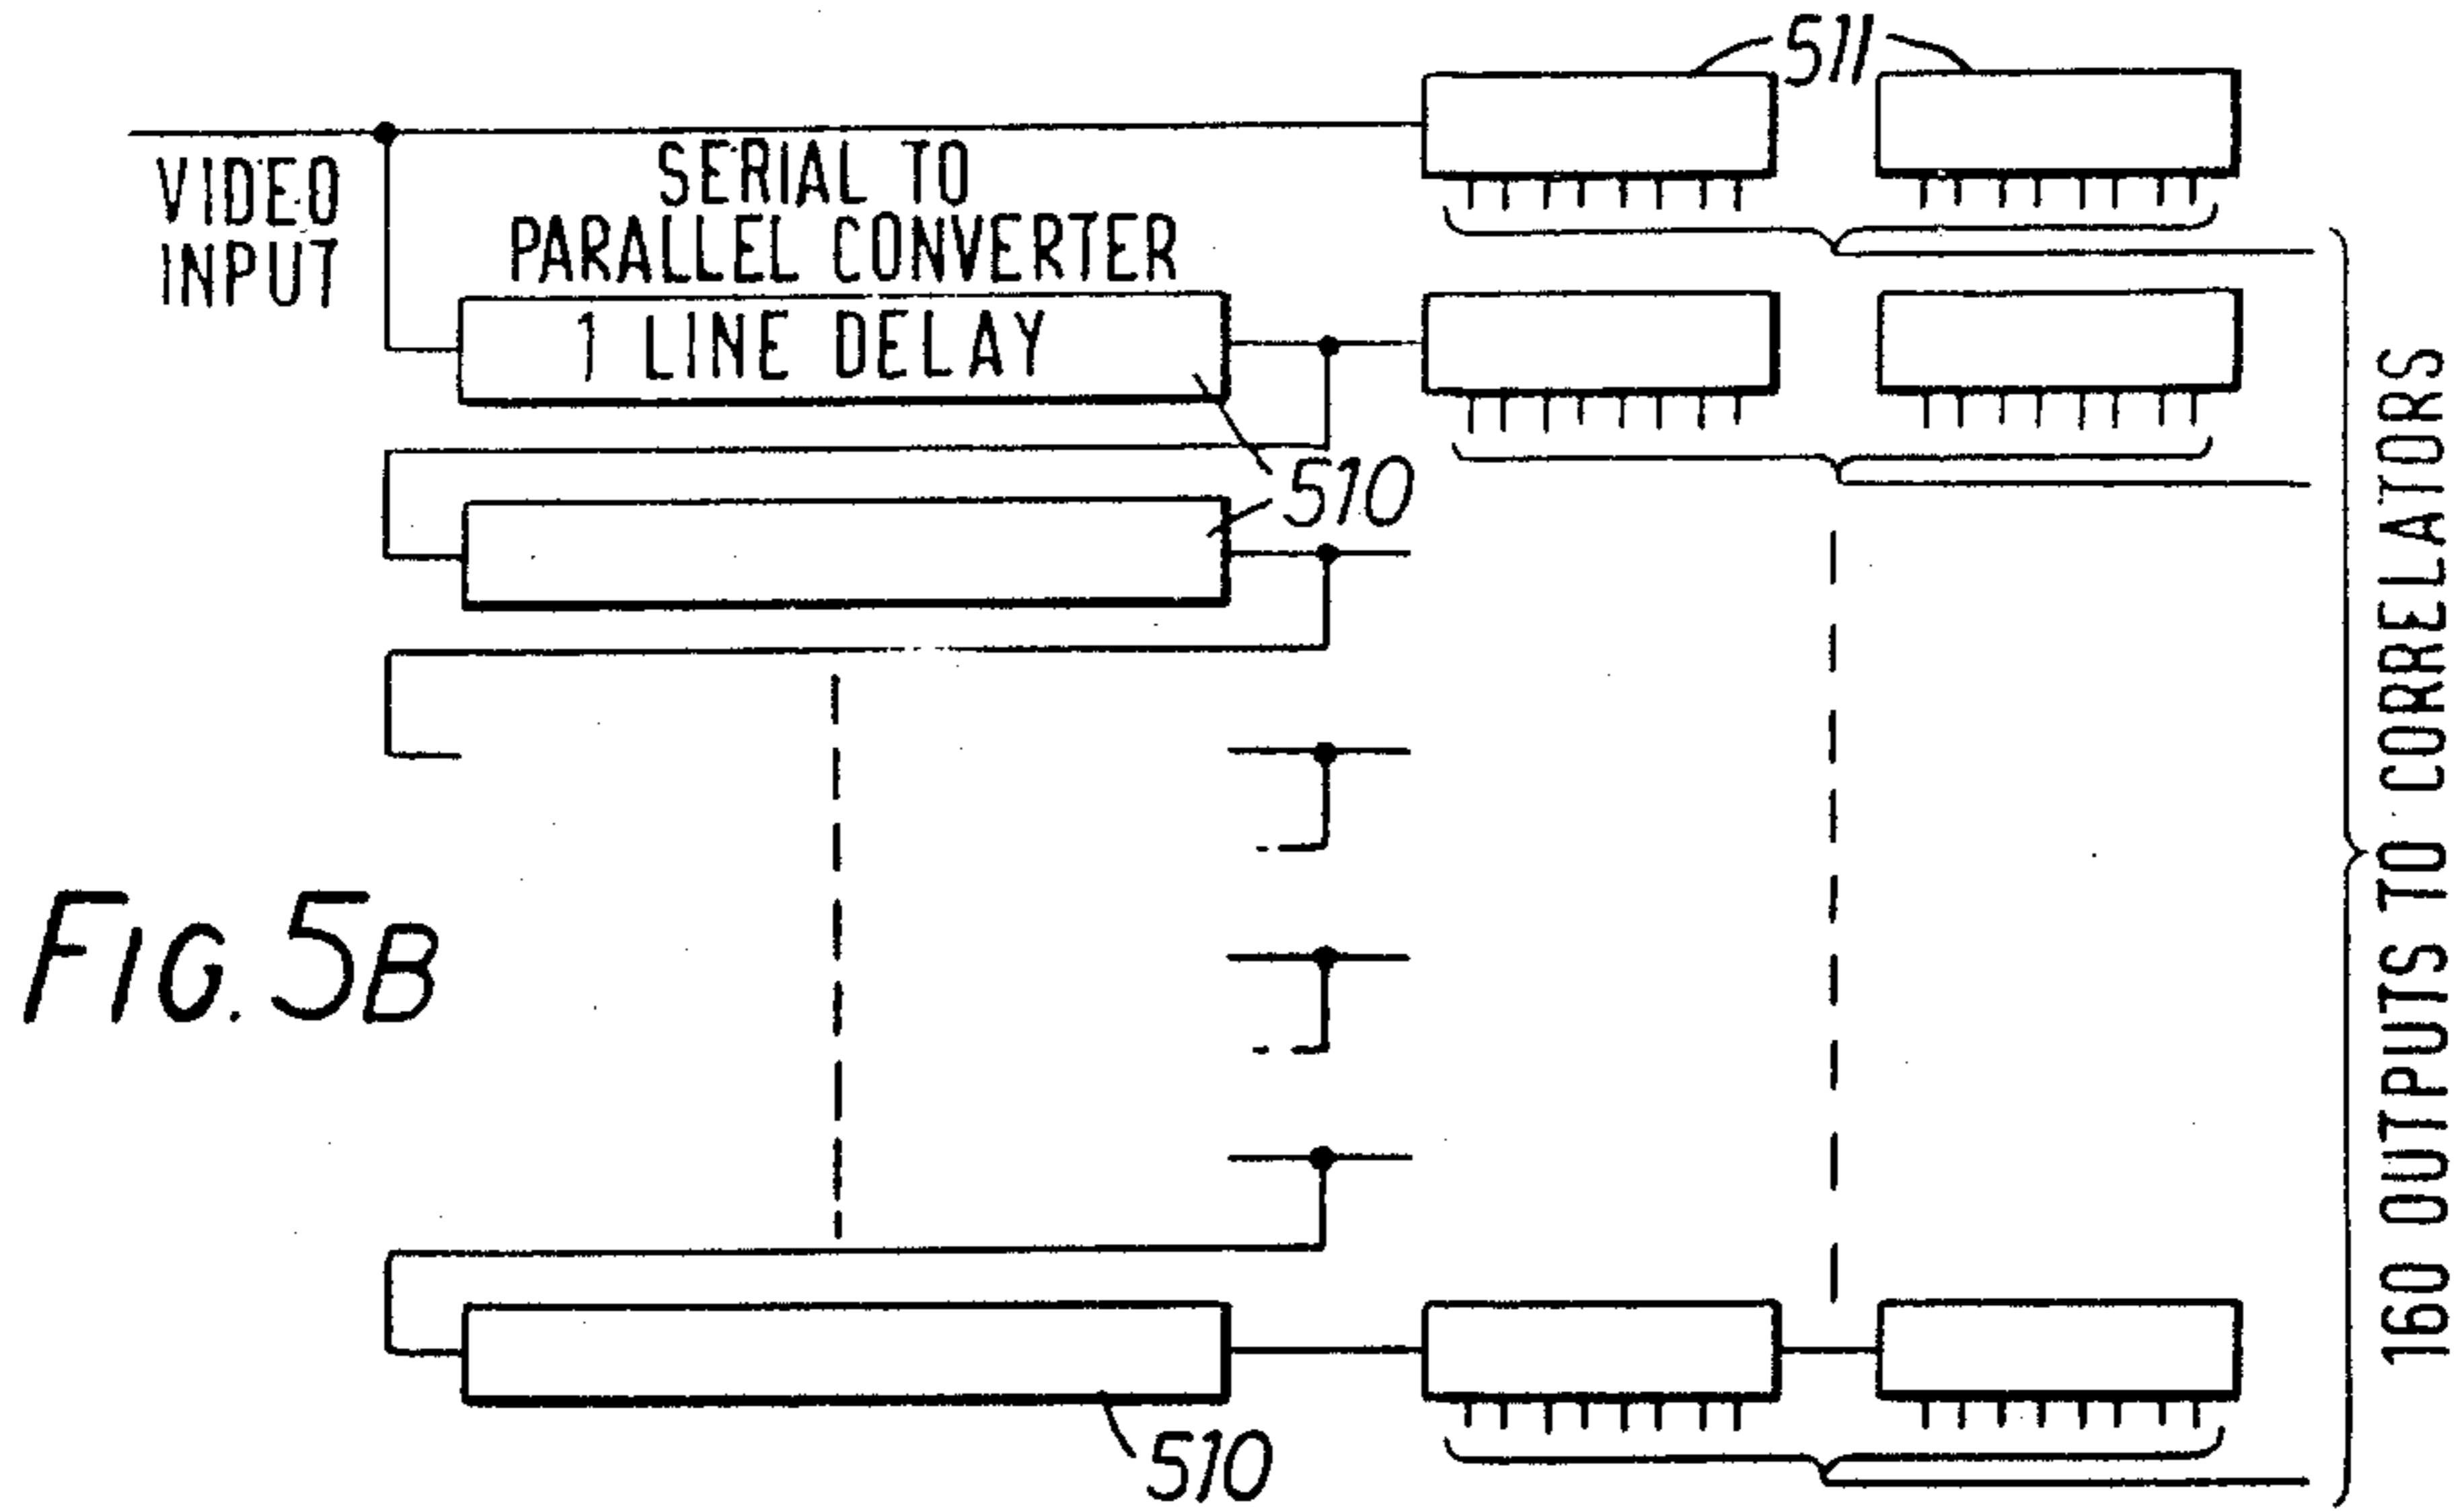 511
VIDEO
INPUT
SERIAL TO
PARALLEL CONVERTER
1 LINE DELAY
510
FIG. 5B
160 OUTPUTS TO CORRELATORS
510